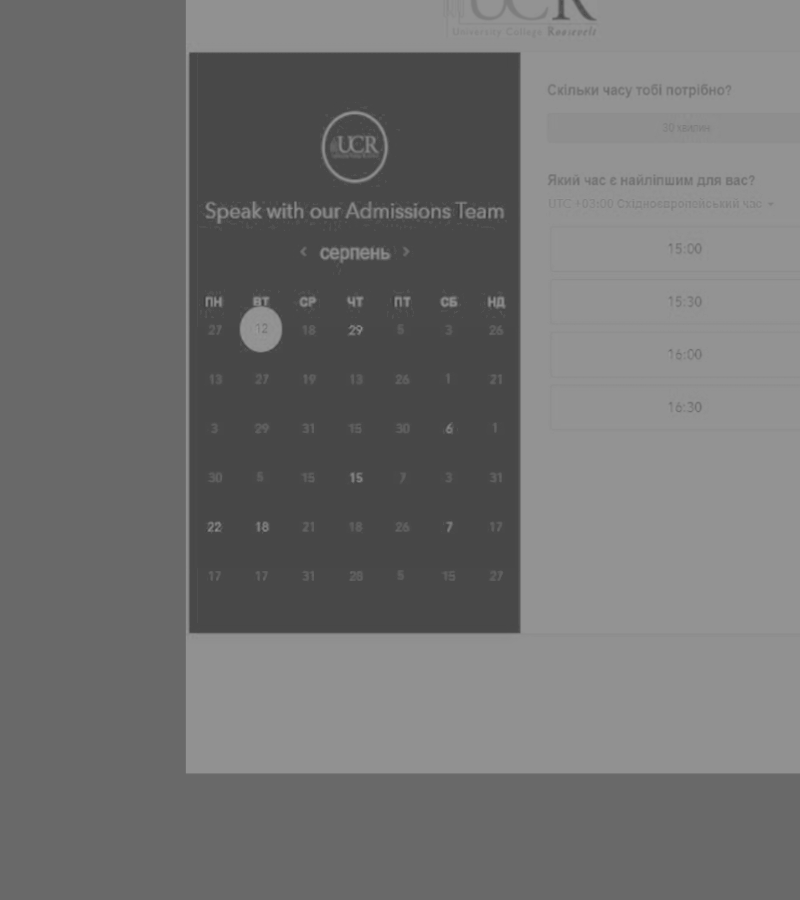 UCR
University College Roosevelt
UCR
Speak with our Admissions Team
серпень
ПН ВТ СР ЧТ ПТ СБ НД
27 12 18 29 5 3 26
13 27 19 13 26 1 21
3 29 31 15 30 6 1
30 5 15 15 7 3 31
22 18 21 18 26 7 17
17 17 31 28 5 15 27
Скільки часу тобі потрібно?
30 хвилин
Який час є найліпшим для вас?
UTC +03:00 Східноєвропейський час
15:00
15:30
16:00
16:30